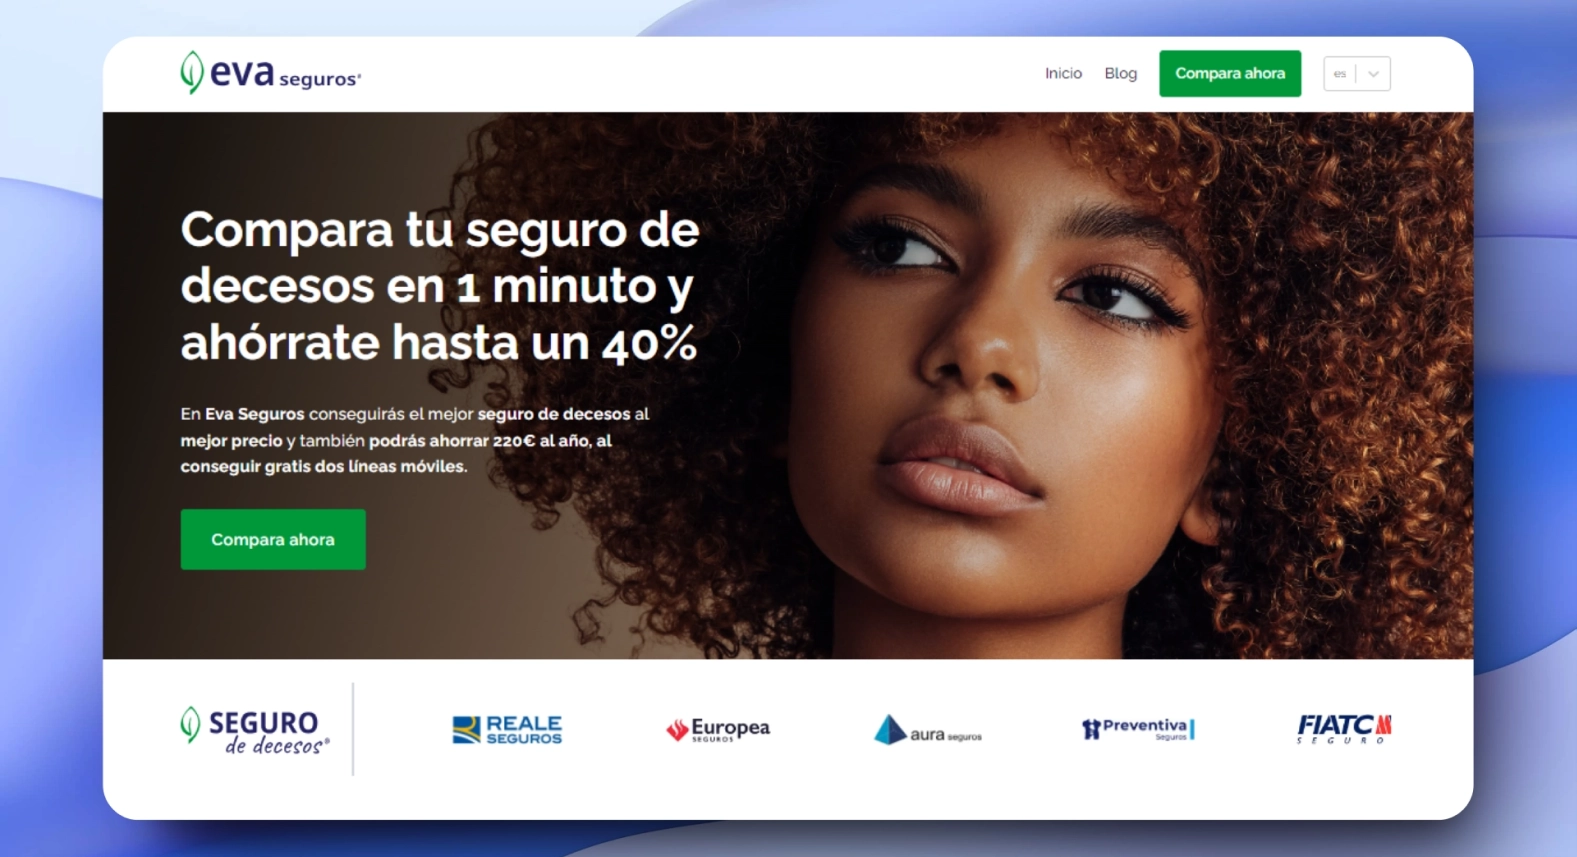 eva seguros®
Inicio
Blog
Compara ahora
es
Compara tu seguro de
decesos en 1 minuto y
ahórrate hasta un 40%
En Eva Seguros conseguirás el mejor seguro de decesos al
mejor precio y también podrás ahorrar 220€ al año, al
conseguir gratis dos líneas móviles.
Compara ahora
SEGURO
de decesos®
REALE
SEGUROS
Europea
SEGUROS
aura seguros
Preventiva
Seguros
FIATC
SEGURO